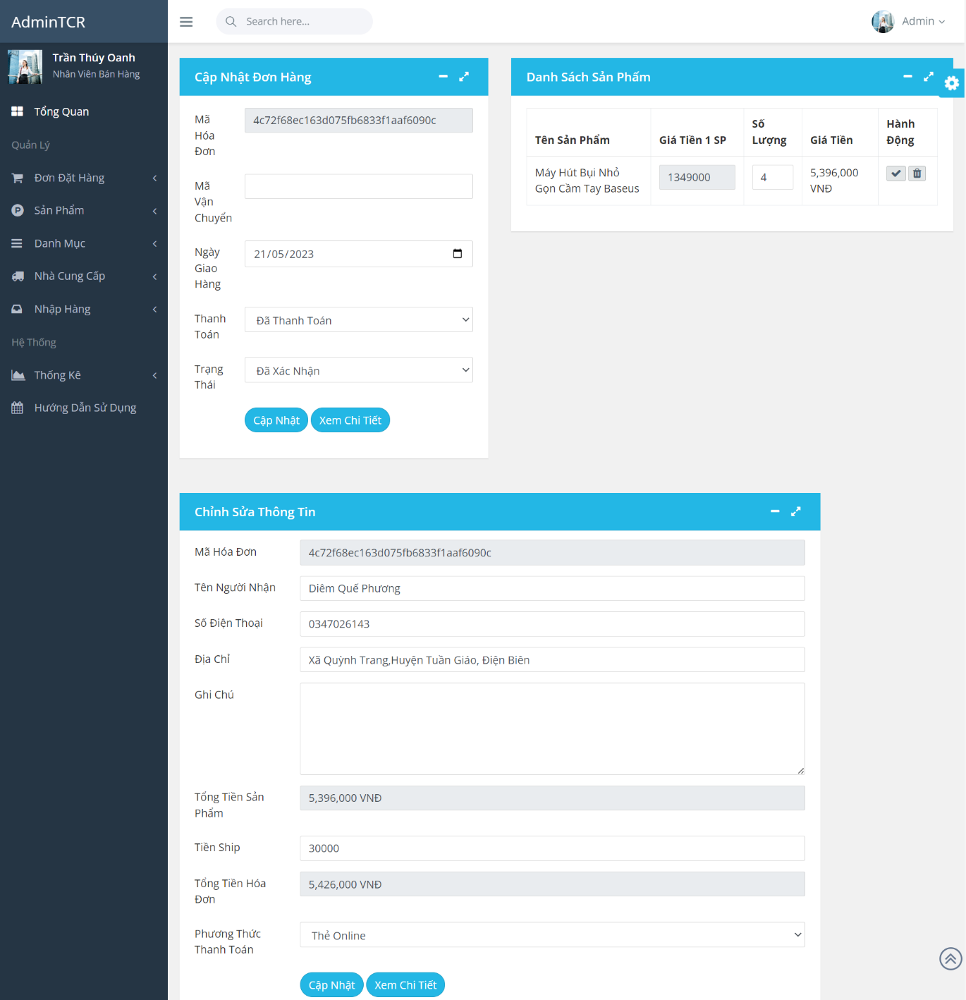 AdminTCR
Search here...
Admin
Trần Thúy Oanh
Nhân Viên Bán Hàng
Tổng Quan
Quản Lý
Đơn Đặt Hàng
Sản Phẩm
Danh Mục
Nhà Cung Cấp
Nhập Hàng
Hệ Thống
Thống Kê
Hướng Dẫn Sử Dụng
Cập Nhật Đơn Hàng
Mã
Hóa
Đơn
4c72f68ec163d075fb6833f1aaf6090c
Mã
Vận
Chuyển
Ngày
Giao
Hàng
21/05/2023
Thanh
Toán
Đã Thanh Toán
Trạng
Thái
Đã Xác Nhận
Cập Nhật
Xem Chi Tiết
Danh Sách Sản Phẩm
Tên Sản Phẩm
Giá Tiền 1 SP
Số
Lượng
Giá Tiền
Hành
Động
Máy Hút Bụi Nhỏ
Gọn Cầm Tay Baseus
1349000
4
5,396,000
VNĐ
Chỉnh Sửa Thông Tin
Mã Hóa Đơn
4c72f68ec163d075fb6833f1aaf6090c
Tên Người Nhận
Diêm Quế Phương
Số Điện Thoại
0347026143
Địa Chỉ
Xã Quỳnh Trang,Huyện Tuần Giáo, Điện Biên
Ghi Chú
Tổng Tiền Sản
Phẩm
5,396,000 VNĐ
Tiền Ship
30000
Tổng Tiền Hóa
Đơn
5,426,000 VNĐ
Phương Thức
Thanh Toán
Thẻ Online
Cập Nhật
Xem Chi Tiết